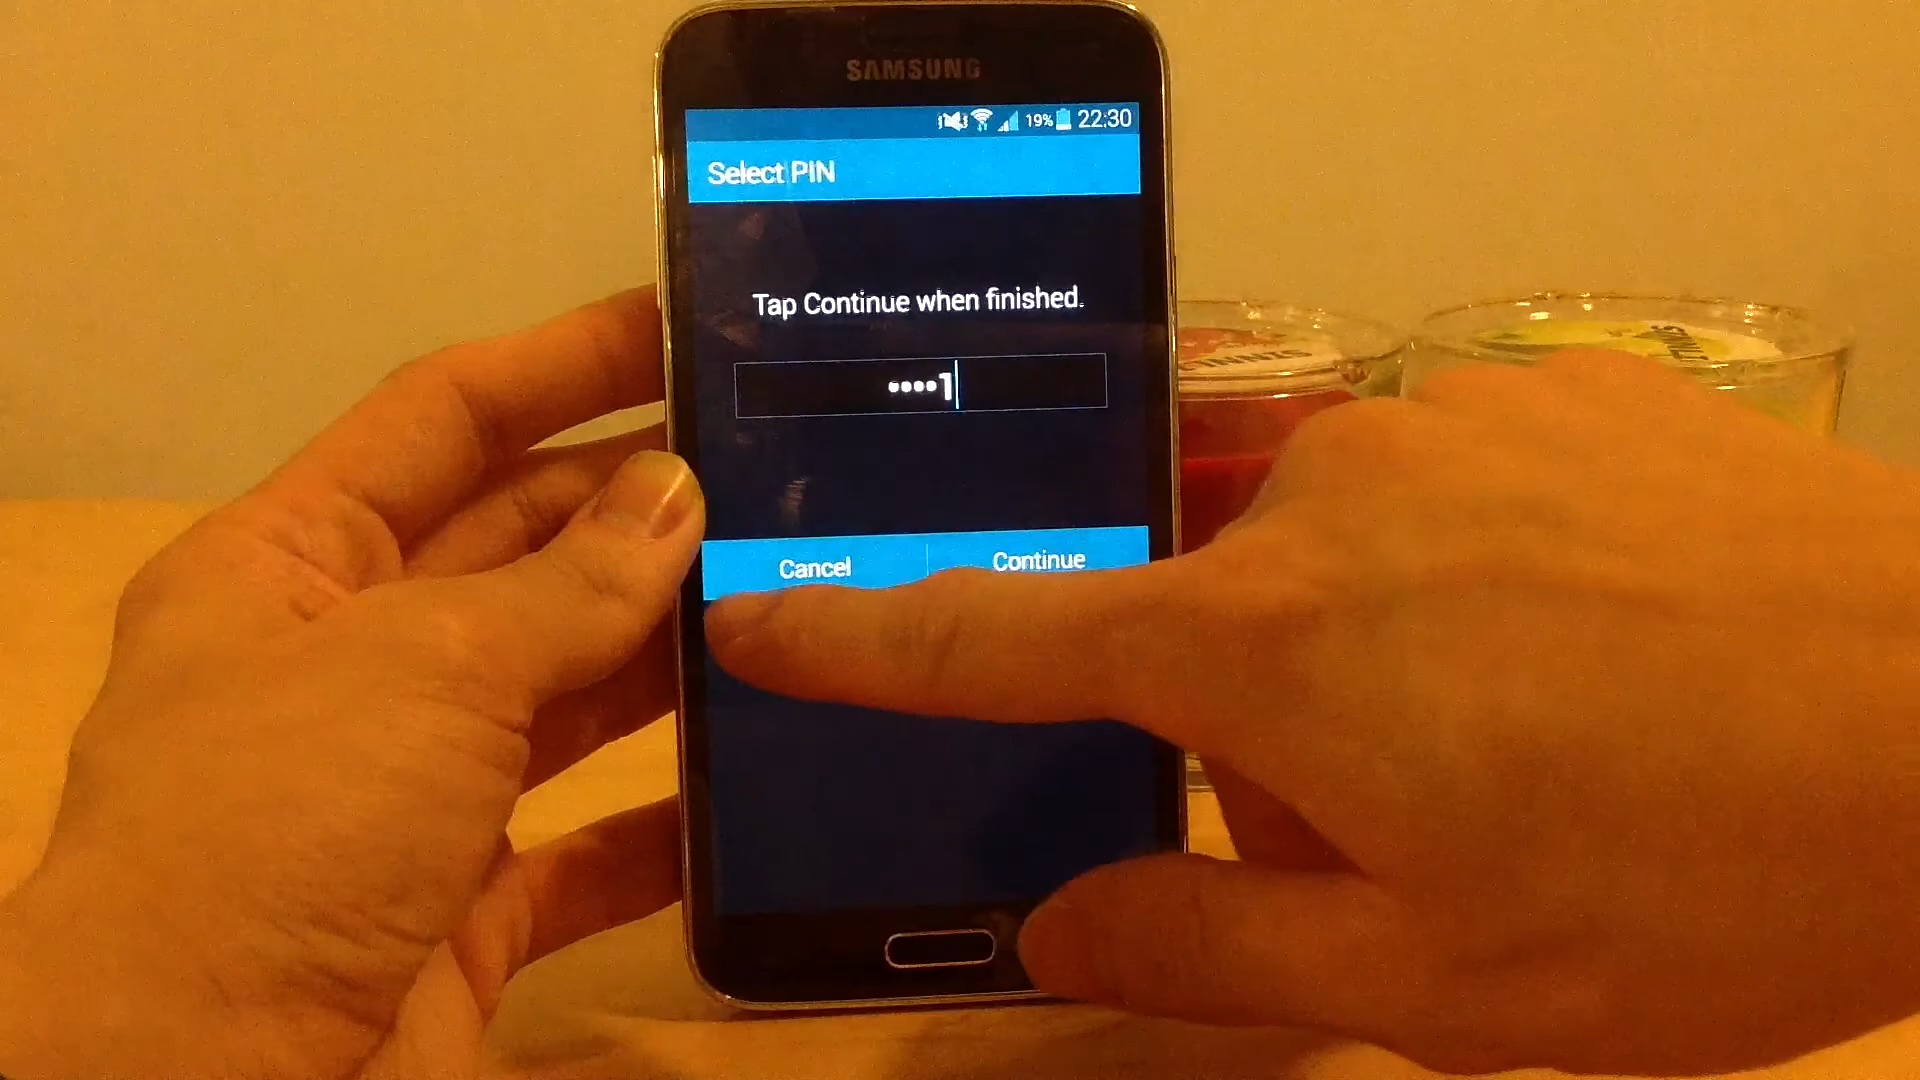 SAMSUNG
19% 22:30
Select PIN
Tap Continue when finished.
••••1
Cancel Continue